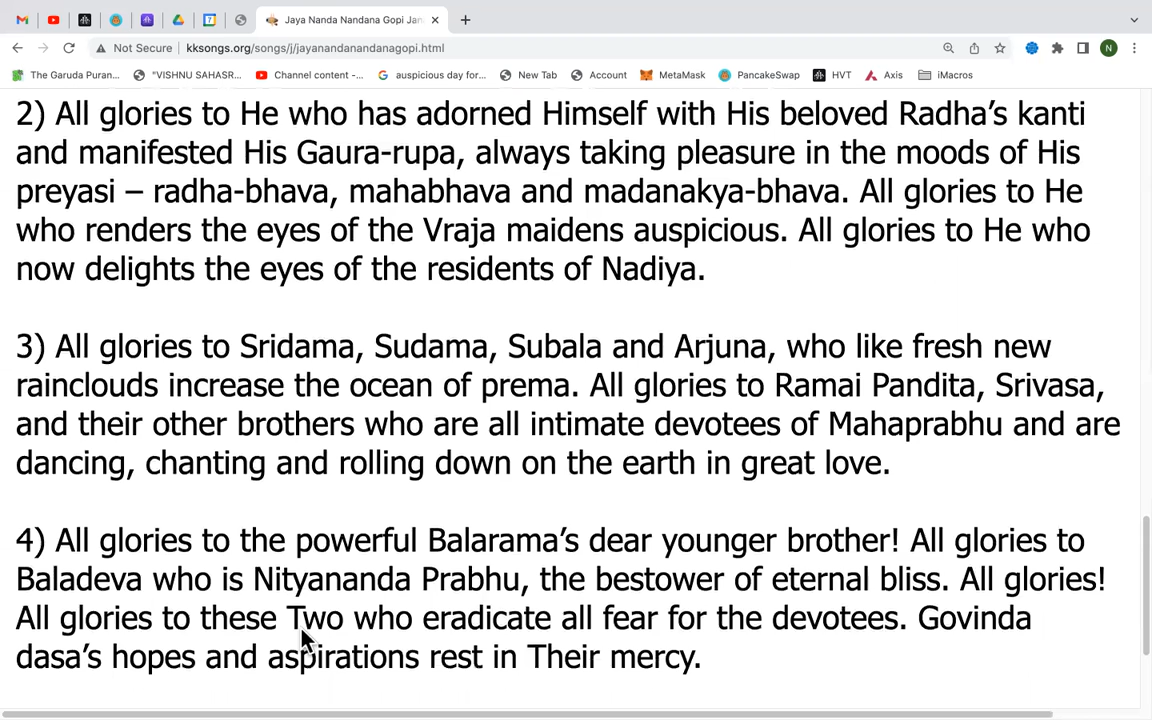 Jaya Nanda Nandana Gopi Jan
Not Secure | kksongs.org/songs/j/jayanandanandanagopi.html
The Garuda Puran... "VISHNU SAHASR... Channel content -... auspicious day for... New Tab Account MetaMask PancakeSwap HVT Axis iMacros
2) All glories to He who has adorned Himself with His beloved Radha's kanti
and manifested His Gaura-rupa, always taking pleasure in the moods of His
preyasi – radha-bhava, mahabhava and madanakya-bhava. All glories to He
who renders the eyes of the Vraja maidens auspicious. All glories to He who
now delights the eyes of the residents of Nadiya.
3) All glories to Sridama, Sudama, Subala and Arjuna, who like fresh new
rainclouds increase the ocean of prema. All glories to Ramai Pandita, Srivasa,
and their other brothers who are all intimate devotees of Mahaprabhu and are
dancing, chanting and rolling down on the earth in great love.
4) All glories to the powerful Balarama's dear younger brother! All glories to
Baladeva who is Nityananda Prabhu, the bestower of eternal bliss. All glories!
All glories to these Two who eradicate all fear for the devotees. Govinda
dasa's hopes and aspirations rest in Their mercy.